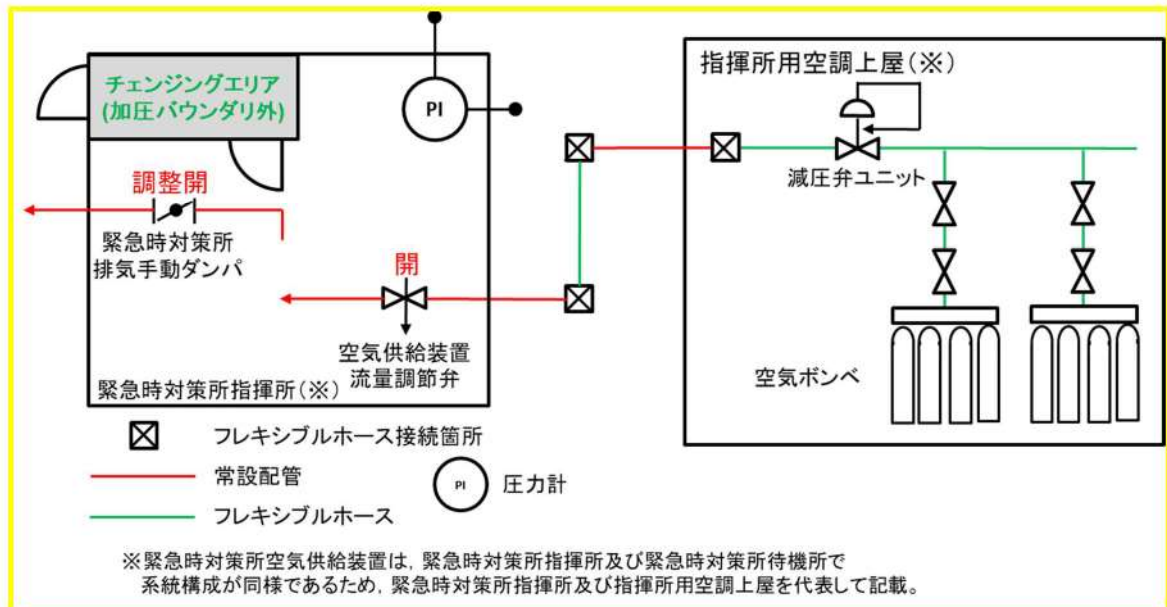 チェンジングエリア
(加圧バウンダリ外)
PI
調整開
緊急時対策所
排気手動ダンパ
開
空気供給装置
流量調節弁
緊急時対策所指揮所(※)
指揮所用空調上屋(※)
減圧弁ユニット
空気ボンベ
フレキシブルホース接続箇所
常設配管
PI
圧力計
フレキシブルホース
※緊急時対策所空気供給装置は，緊急時対策所指揮所及び緊急時対策所待機所で
系統構成が同様であるため，緊急時対策所指揮所及び指揮所用空調上屋を代表して記載。